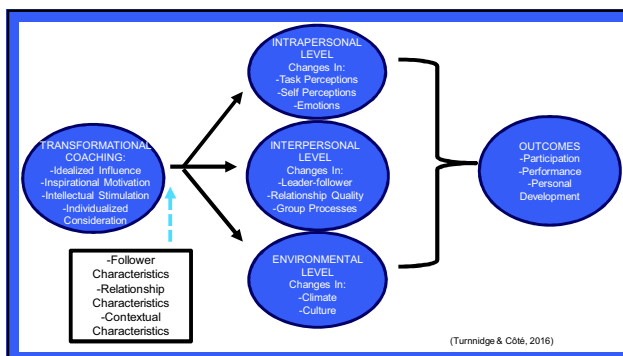 TRANSFORMATIONAL
COACHING:
-Idealized Influence
-Inspirational Motivation
-Intellectual Stimulation
-Individualized
Consideration
-Follower
Characteristics
-Relationship
Characteristics
-Contextual
Characteristics
INTRAPERSONAL
LEVEL
Changes In:
-Task Perceptions
-Self Perceptions
-Emotions
INTERPERSONAL
LEVEL
Changes In:
-Leader-follower
-Relationship Quality
-Group Processes
ENVIRONMENTAL
LEVEL
Changes In:
-Climate
-Culture
OUTCOMES
-Participation
-Performance
-Personal
Development
(Turnnidge & Côté, 2016)